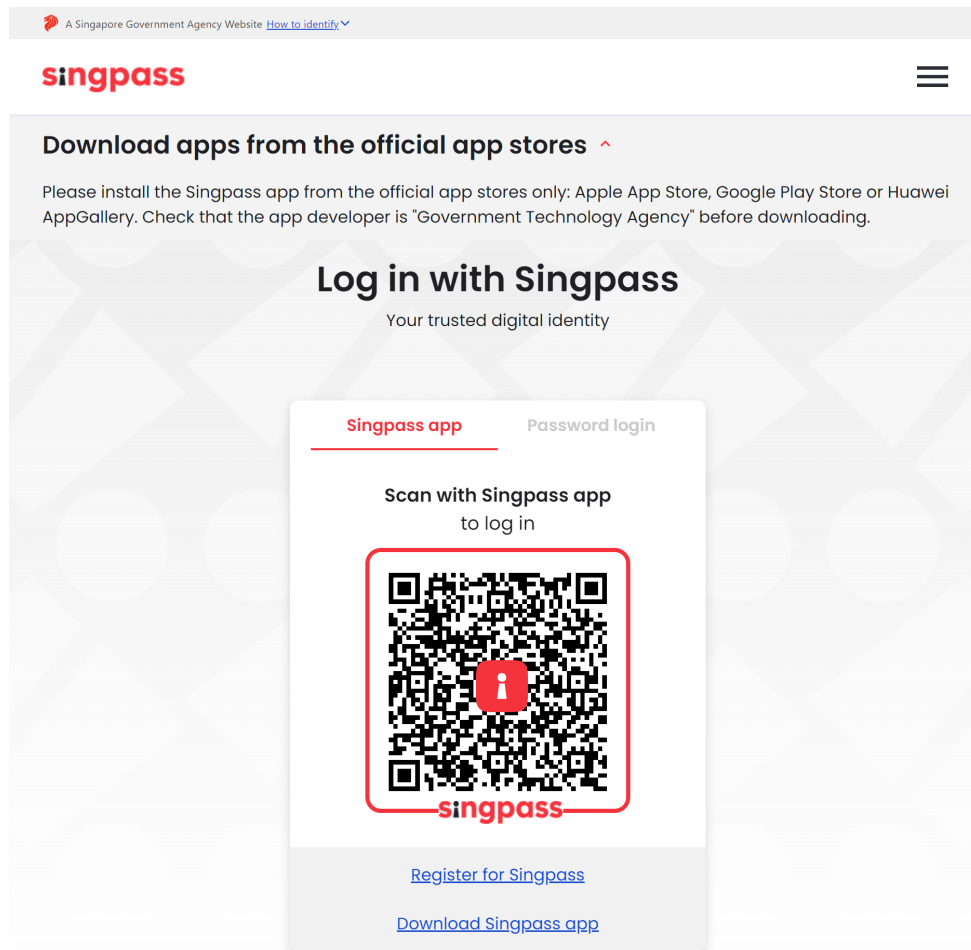 A Singapore Government Agency Website How to identify
singpass
Download apps from the official app stores
Please install the Singpass app from the official app stores only: Apple App Store, Google Play Store or Huawei
AppGallery. Check that the app developer is "Government Technology Agency" before downloading.
Log in with Singpass
Your trusted digital identity
Singpass app
Password login
Scan with Singpass app
to log in
singpass
Register for Singpass
Download Singpass app